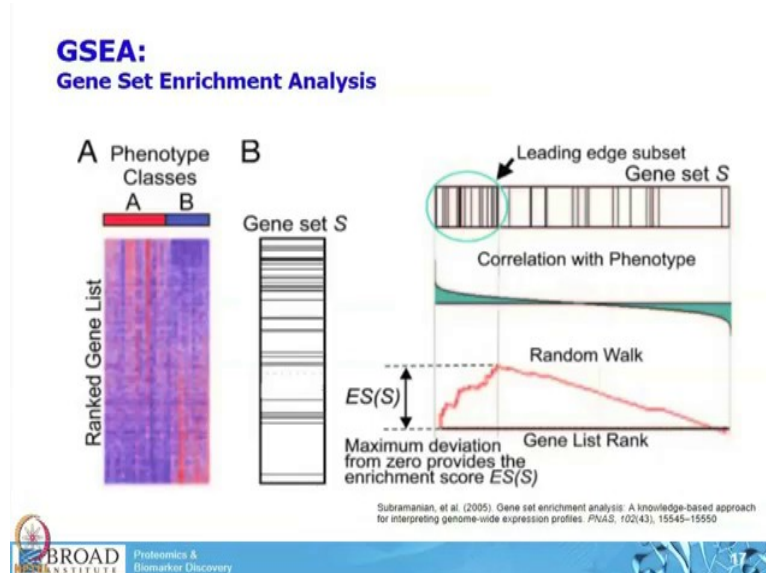 GSEA:
Gene Set Enrichment Analysis
A
Phenotype
Classes
A B
Ranked Gene List
B
Gene set S
Leading edge subset
Gene set S
Correlation with Phenotype
Random Walk
ES(S)
Maximum deviation
from zero provides the
enrichment score ES(S)
Gene List Rank
Subramanian, et al. (2005). Gene set enrichment analysis: A knowledge-based approach
for interpreting genome-wide expression profiles. PNAS, 102(43), 15545–15550
BROAD
INSTITUTE
Proteomics &
Biomarker Discovery
17